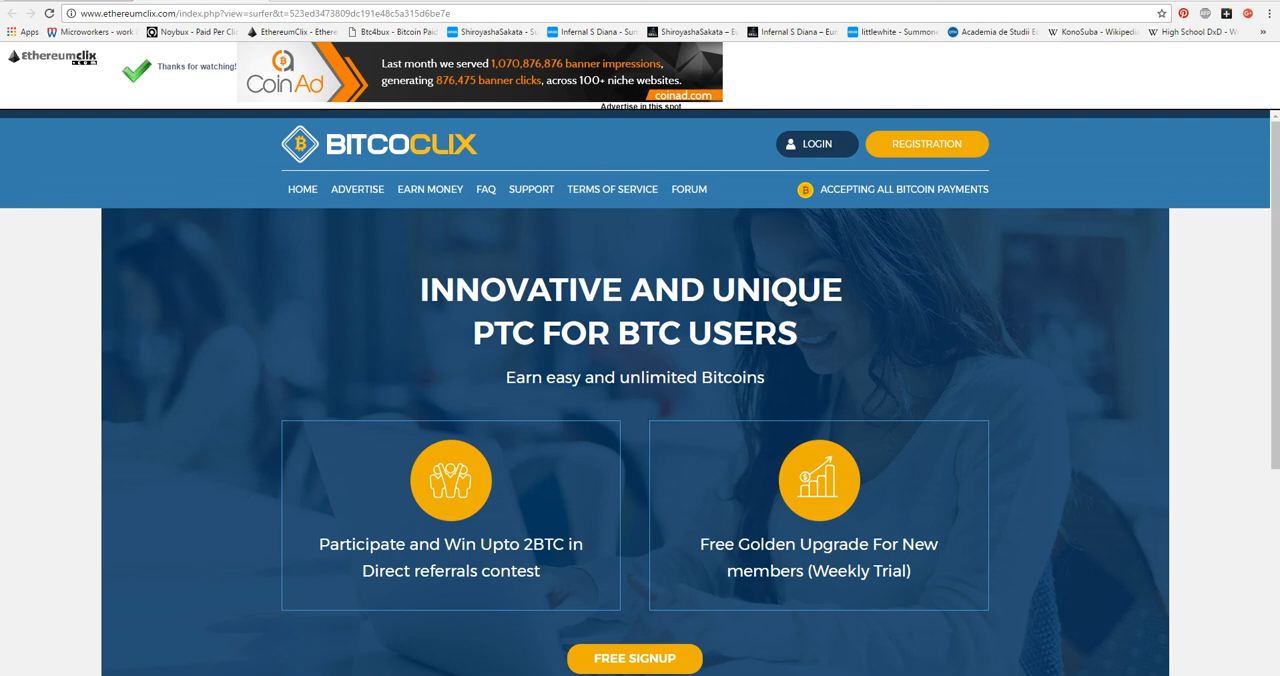 www.ethereumclix.com/index.php?view=surfer&t=523ed3473809dc191e48c5a315d6be7e
Apps Microworkers - work Noybux - Paid Per Cli EthereumClix - Ethere Btc4bux - Bitcoin Paid ShiroyashaSakata - Su Infernal S Diana - Sum ShiroyashaSakata – Eu Infernal S Diana – Eun littlewhite - Summone Academia de Studii Ec KonoSuba - Wikipedia High School DxD - W »
Ethereumclix
.COM
Thanks for watching!
CoinAd
Last month we served 1,070,876,876 banner impressions,
generating 876,475 banner clicks, across 100+ niche websites.
coinad.com
Advertise in this spot
BITCOCLIX
LOGIN
REGISTRATION
HOME ADVERTISE EARN MONEY FAQ SUPPORT TERMS OF SERVICE FORUM
ACCEPTING ALL BITCOIN PAYMENTS
INNOVATIVE AND UNIQUE
PTC FOR BTC USERS
Earn easy and unlimited Bitcoins
Participate and Win Upto 2BTC in
Direct referrals contest
Free Golden Upgrade For New
members (Weekly Trial)
FREE SIGNUP